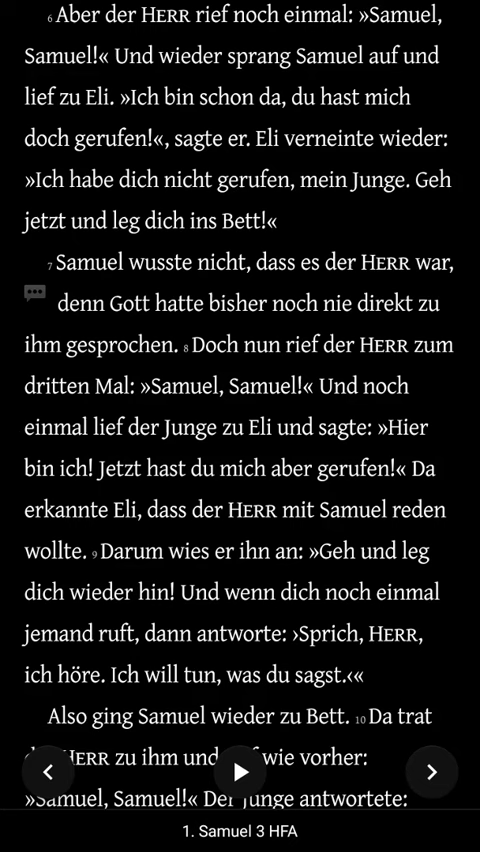 6 Aber der HERR rief noch einmal: »Samuel,
Samuel!« Und wieder sprang Samuel auf und
lief zu Eli. »Ich bin schon da, du hast mich
doch gerufen!«, sagte er. Eli verneinte wieder:
»Ich habe dich nicht gerufen, mein Junge. Geh
jetzt und leg dich ins Bett!«
7 Samuel wusste nicht, dass es der HERR war,
denn Gott hatte bisher noch nie direkt zu
ihm gesprochen. 8 Doch nun rief der HERR zum
dritten Mal: »Samuel, Samuel!« Und noch
einmal lief der Junge zu Eli und sagte: »Hier
bin ich! Jetzt hast du mich aber gerufen!« Da
erkannte Eli, dass der HERR mit Samuel reden
wollte. 9 Darum wies er ihn an: »Geh und leg
dich wieder hin! Und wenn dich noch einmal
jemand ruft, dann antworte: ›Sprich, HERR,
ich höre. Ich will tun, was du sagst.‹«
Also ging Samuel wieder zu Bett. 10 Da trat
HERR zu ihm und wie vorher:
»Samuel, Samuel!« Der Junge antwortete:
1. Samuel 3 HFA